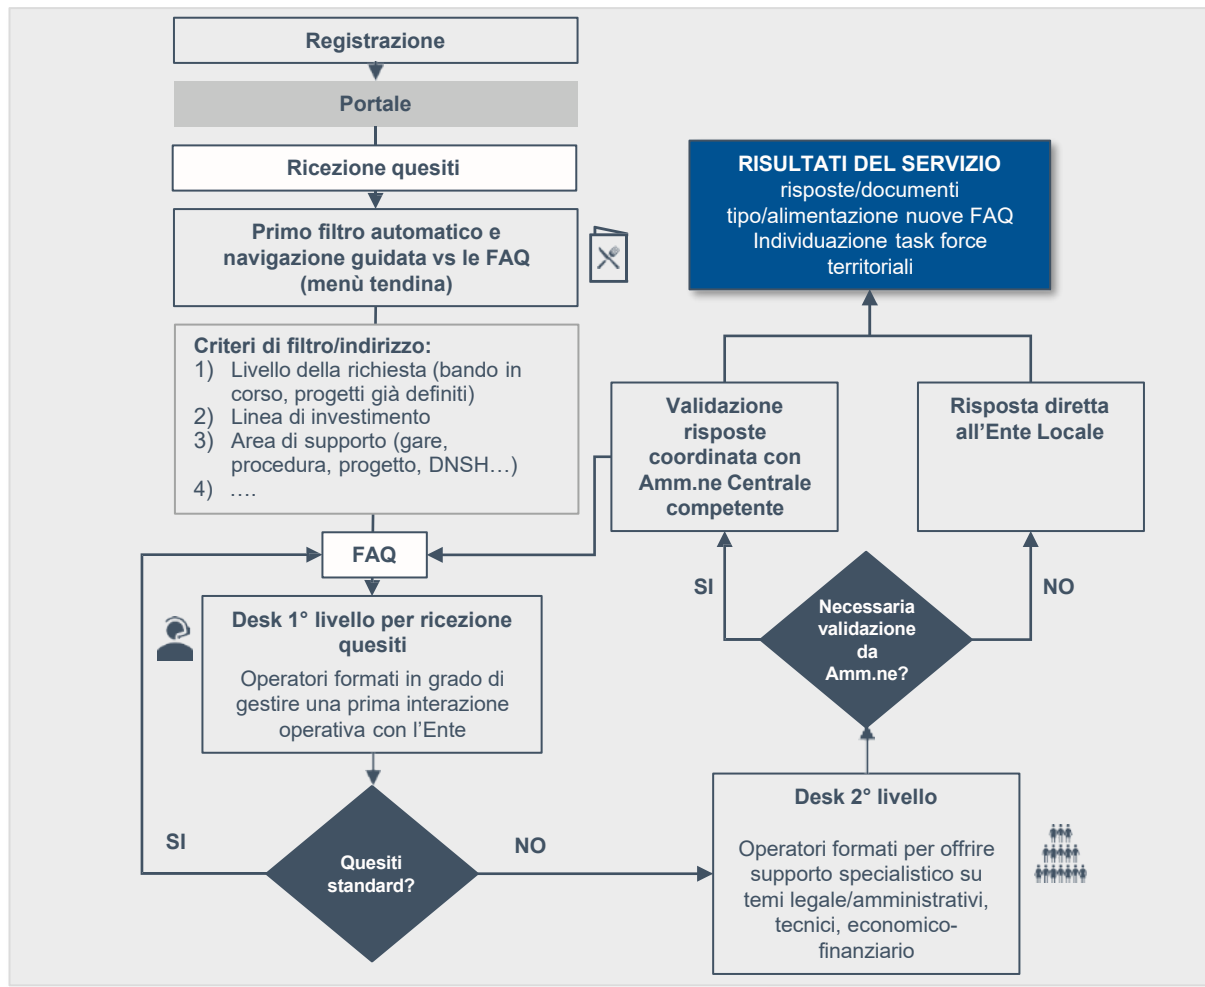 Registrazione
Portale
Ricezione quesiti
Primo filtro automatico e
navigazione guidata vs le FAQ
(menù tendina)
Criteri di filtro/indirizzo:
1) Livello della richiesta (bando in
corso, progetti già definiti)
2) Linea di investimento
3) Area di supporto (gare,
procedura, progetto, DNSH…)
4) ….
FAQ
Desk 1° livello per ricezione
quesiti
Operatori formati in grado di
gestire una prima interazione
operativa con l’Ente
SI
Quesiti
standard?
NO
Desk 2° livello
Operatori formati per offrire
supporto specialistico su
temi legale/amministrativi,
tecnici, economico-
finanziario
Necessaria
validazione
da
Amm.ne?
SI
NO
Validazione
risposte
coordinata con
Amm.ne Centrale
competente
Risposta diretta
all’Ente Locale
RISULTATI DEL SERVIZIO
risposte/documenti
tipo/alimentazione nuove FAQ
Individuazione task force
territoriali